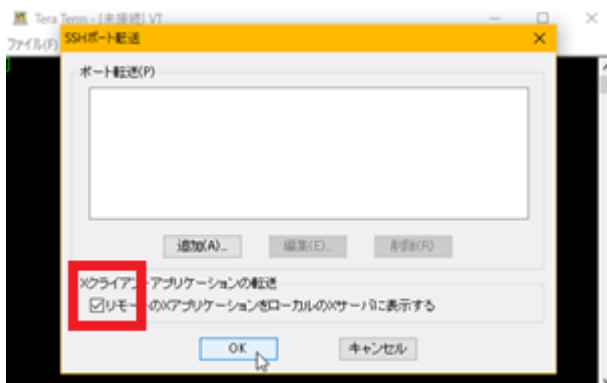 Tera Term - [未接続] VT
ファイル(F)
SSHポート転送
ポート転送(P)
追加(A)...
編集(E)...
削除(R)
Xクライアントアプリケーションの転送
リモートのXアプリケーションをローカルのXサーバに表示する
OK
キャンセル